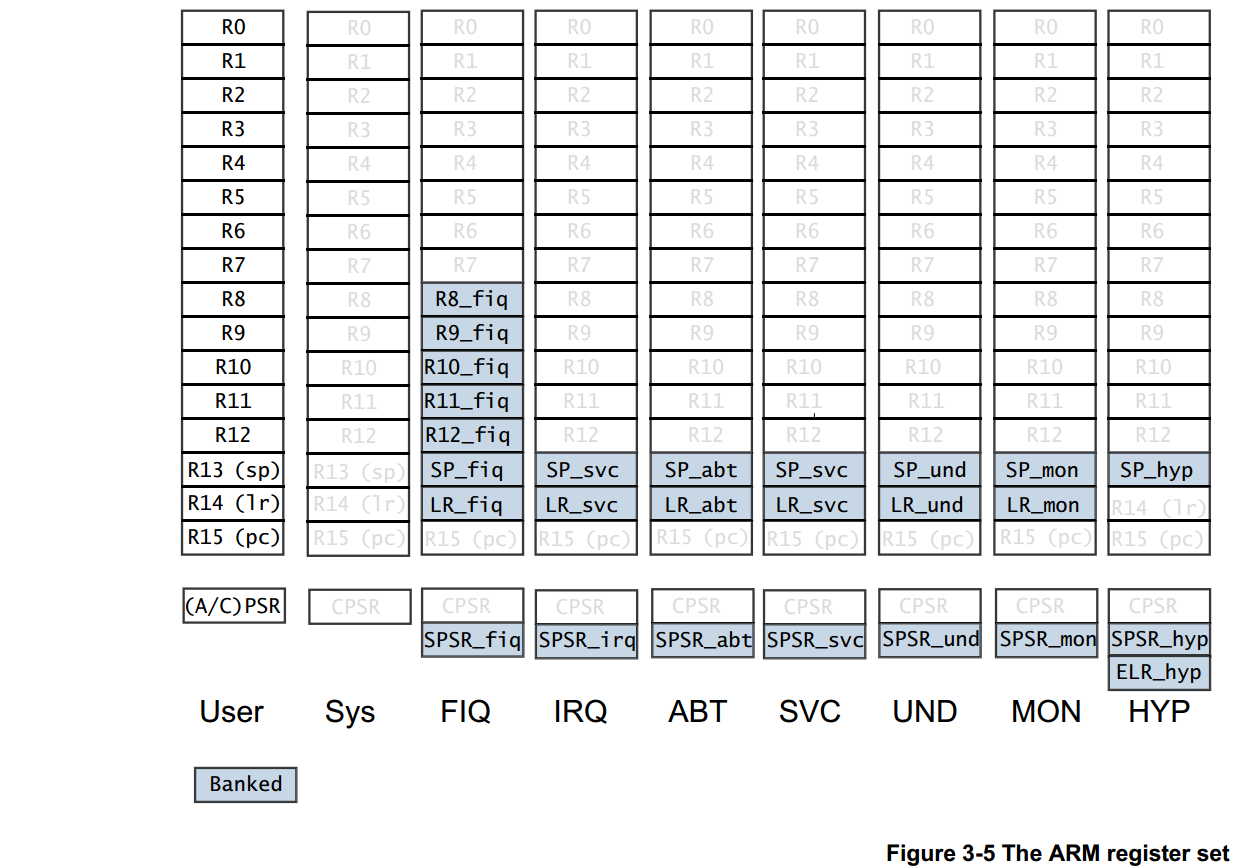 R0 R0 R0 R0 R0 R0 R0 R0 R0
R1 R1 R1 R1 R1 R1 R1 R1 R1
R2 R2 R2 R2 R2 R2 R2 R2 R2
R3 R3 R3 R3 R3 R3 R3 R3 R3
R4 R4 R4 R4 R4 R4 R4 R4 R4
R5 R5 R5 R5 R5 R5 R5 R5 R5
R6 R6 R6 R6 R6 R6 R6 R6 R6
R7 R7 R7 R7 R7 R7 R7 R7 R7
R8 R8 R8_fiq R8 R8 R8 R8 R8 R8
R9 R9 R9_fiq R9 R9 R9 R9 R9 R9
R10 R10 R10_fiq R10 R10 R10 R10 R10 R10
R11 R11 R11_fiq R11 R11 R11 R11 R11 R11
R12 R12 R12_fiq R12 R12 R12 R12 R12 R12
R13 (sp) R13 (sp) SP_fiq SP_svc SP_abt SP_svc SP_und SP_mon SP_hyp
R14 (lr) R14 (lr) LR_fiq LR_svc LR_abt LR_svc LR_und LR_mon R14 (lr)
R15 (pc) R15 (pc) R15 (pc) R15 (pc) R15 (pc) R15 (pc) R15 (pc) R15 (pc) R15 (pc)
(A/C)PSR CPSR CPSR CPSR CPSR CPSR CPSR CPSR CPSR
SPSR_fiq SPSR_irq SPSR_abt SPSR_svc SPSR_und SPSR_mon SPSR_hyp
ELR_hyp
User Sys FIQ IRQ ABT SVC UND MON HYP
Banked
Figure 3-5 The ARM register set